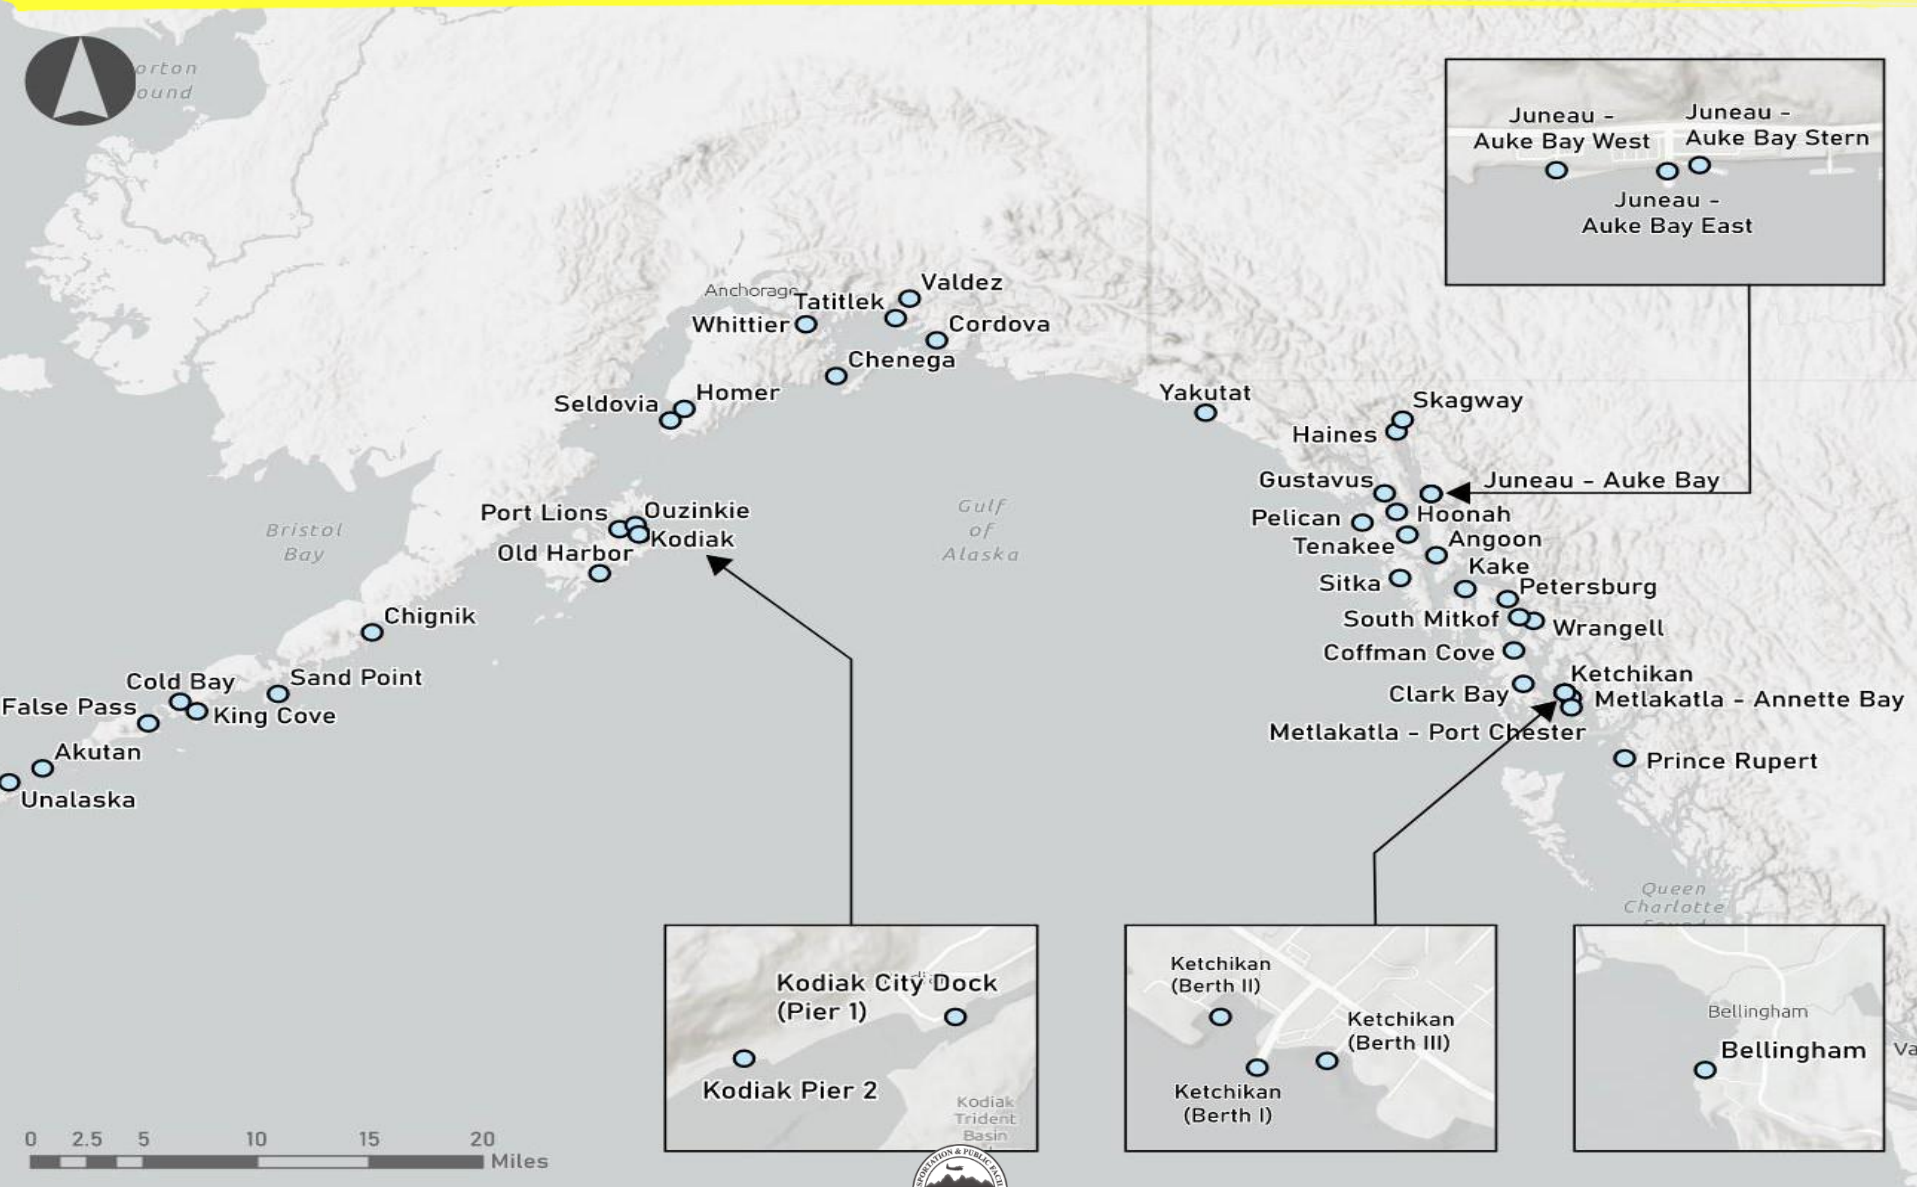 orton
ound
Juneau -
Auke Bay West
Juneau -
Auke Bay Stern
Juneau -
Auke Bay East
Anchorage
Valdez
Tatitlek
Whittier
Cordova
Chenega
Homer
Seldovia
Yakutat
Skagway
Haines
Gustavus
Juneau - Auke Bay
Pelican
Hoonah
Tenakee
Angoon
Kake
Sitka
Petersburg
South Mitkof
Wrangell
Coffman Cove
Ketchikan
Clark Bay
Metlakatla - Annette Bay
Metlakatla - Port Chester
Prince Rupert
Gulf
of
Alaska
Port Lions
Ouzinkie
Kodiak
Old Harbor
Bristol
Bay
Chignik
Sand Point
Cold Bay
King Cove
False Pass
Akutan
Unalaska
Queen
Charlotte
Sound
Kodiak City Dock
(Pier 1)
Kodiak Pier 2
Kodiak
Trident
Basin
Ketchikan
(Berth II)
Ketchikan
(Berth III)
Ketchikan
(Berth I)
Bellingham
Bellingham
Va
0 2.5 5 10 15 20
Miles
SPORTATION & PUBLIC FACIL